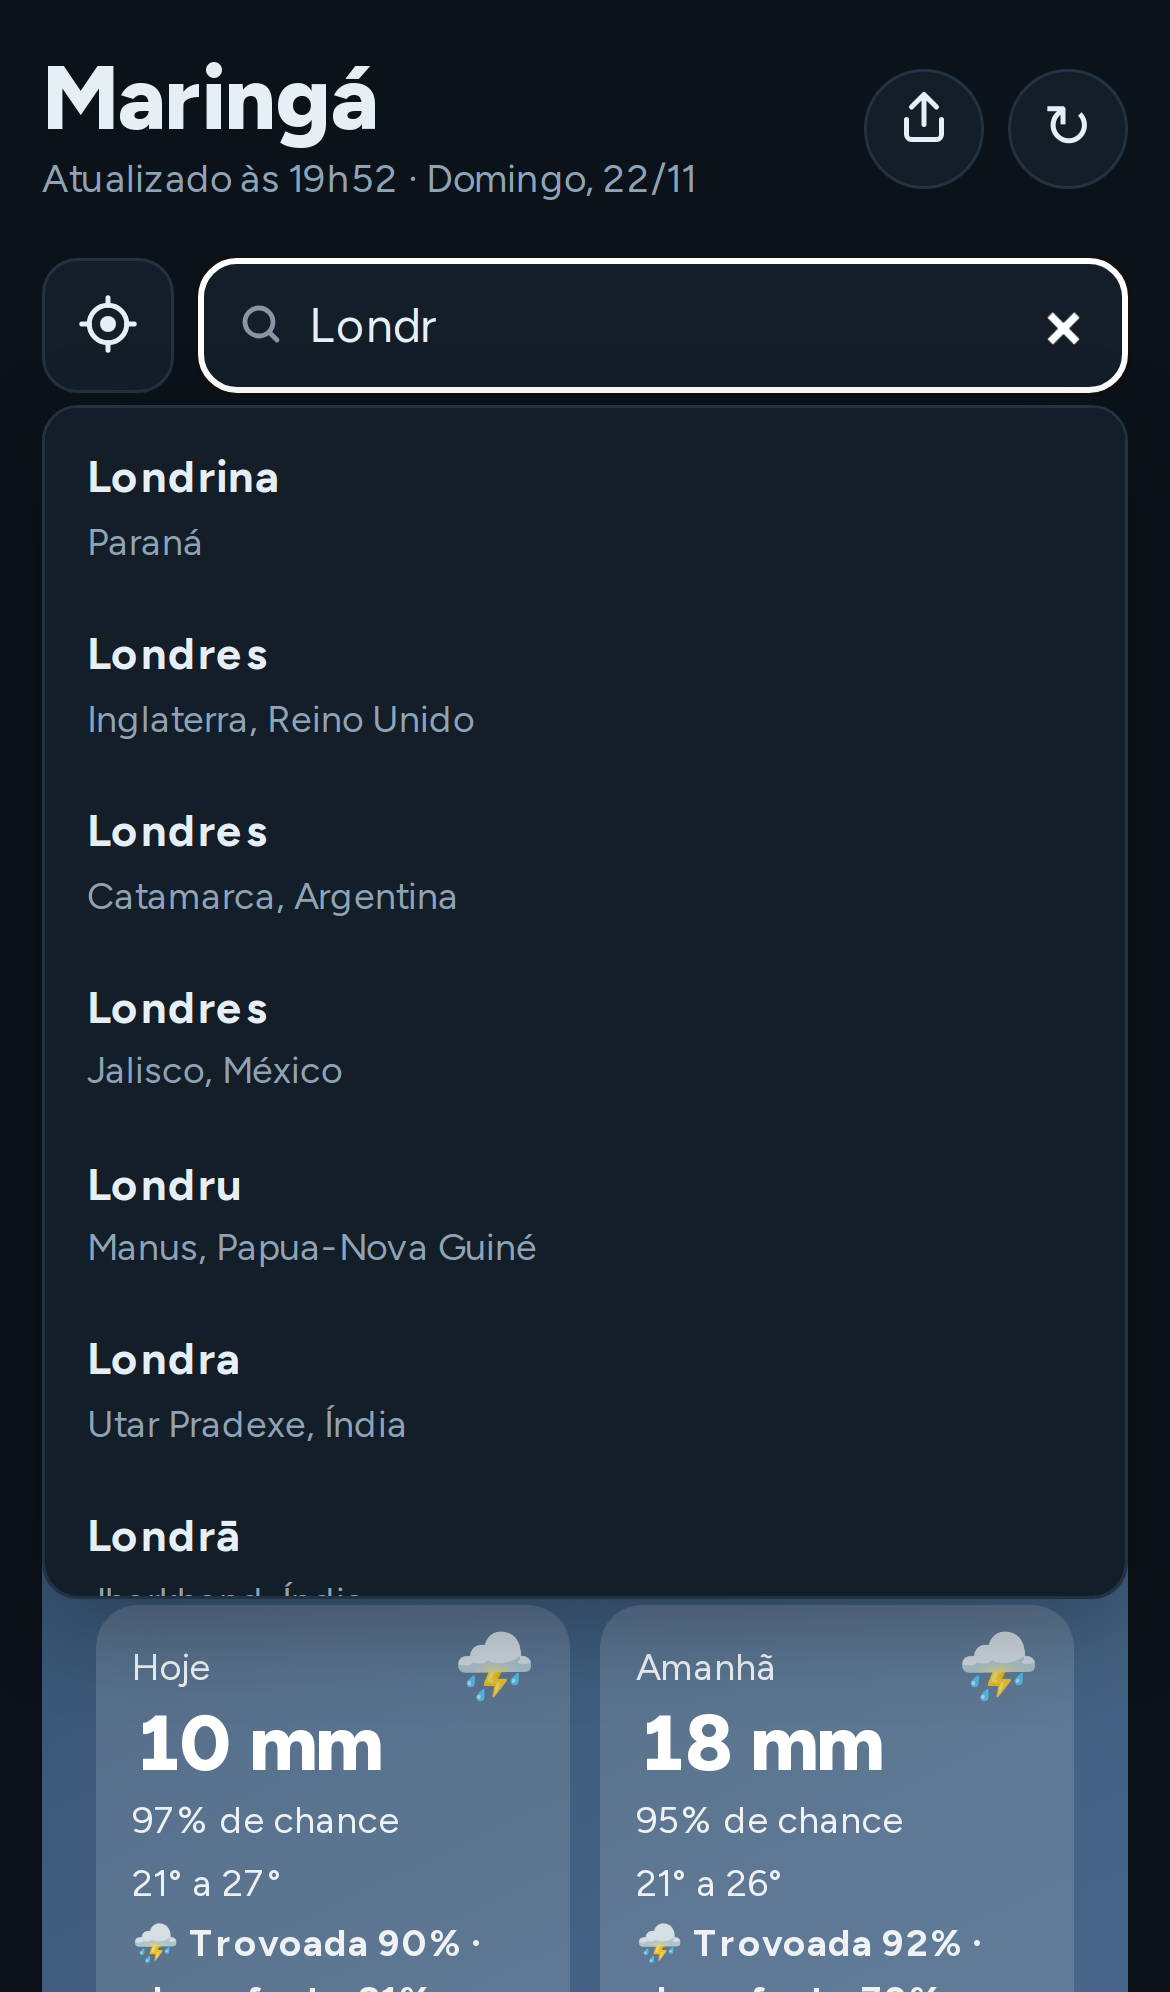 Maringá
Atualizado às 19h52 · Domingo, 22/11
Londr
Londrina
Paraná
Londres
Inglaterra, Reino Unido
Londres
Catamarca, Argentina
Londres
Jalisco, México
Londru
Manus, Papua-Nova Guiné
Londra
Utar Pradexe, Índia
Londrā
Hoje
10 mm
97% de chance
21° a 27°
Trovoada 90% ·
Amanhã
18 mm
95% de chance
21° a 26°
Trovoada 92% ·